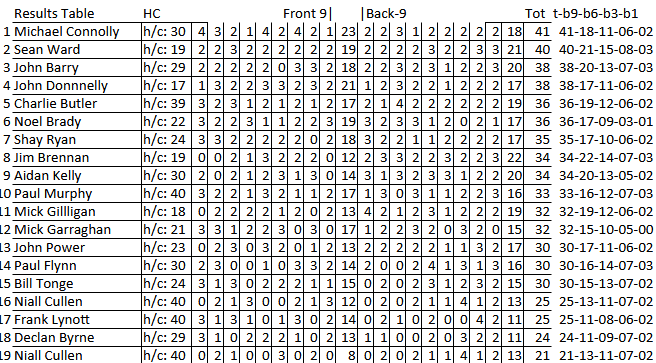 Results Table HC Front 9| |Back-9 Tot _t-b9-b6-b3-b1
1 Michael Connolly h/c: 30 4 3 2 1 4 2 4 2 1 23 2 2 3 1 2 2 2 2 2 18 41 41-18-11-06-02
2 Sean Ward h/c: 19 2 2 3 2 2 2 2 2 2 19 2 2 2 3 2 2 2 3 3 21 40 40-21-15-08-03
3 John Barry h/c: 29 2 2 2 2 2 0 3 3 2 18 2 2 3 2 3 1 2 2 3 20 38 38-20-13-07-03
4 John Donnnelly h/c: 17 1 3 2 2 3 3 2 3 2 21 1 2 3 2 1 2 2 2 2 17 38 38-17-11-06-02
5 Charlie Butler h/c: 39 3 2 3 1 2 1 2 1 2 17 2 1 4 2 2 2 2 2 2 19 36 36-19-12-06-02
6 Noel Brady h/c: 22 3 2 2 3 1 1 2 2 3 19 3 2 3 3 1 2 0 2 1 17 36 36-17-09-03-01
7 Shay Ryan h/c: 24 3 3 2 2 2 2 2 0 2 18 3 2 2 1 1 2 2 2 2 17 35 35-17-10-06-02
8 Jim Brennan h/c: 19 0 0 2 1 3 2 2 2 0 12 2 3 3 2 2 3 2 3 2 22 34 34-22-14-07-03
9 Aidan Kelly h/c: 30 2 0 2 1 2 3 1 3 0 14 3 1 3 2 3 3 1 2 2 20 34 34-20-13-05-02
10 Paul Murphy h/c: 40 3 2 2 1 3 2 1 1 2 17 1 3 0 3 1 1 2 2 3 16 33 33-16-12-07-03
11 Mick Gillligan h/c: 18 0 2 2 2 2 1 2 0 2 13 4 2 1 2 3 1 2 2 2 19 32 32-19-12-06-02
12 Mick Garraghan h/c: 21 3 3 1 2 2 3 0 3 0 17 1 2 2 3 2 0 3 2 0 15 32 32-15-10-05-00
13 John Power h/c: 23 0 2 3 0 3 2 0 1 2 13 2 2 2 2 2 1 1 3 2 17 30 30-17-11-06-02
14 Paul Flynn h/c: 30 2 3 0 0 1 0 3 3 2 14 2 0 0 2 4 1 3 1 3 16 30 30-16-14-07-03
15 Bill Tonge h/c: 24 3 1 3 0 2 2 2 1 1 15 0 2 0 2 3 1 2 3 2 15 30 30-15-13-07-02
16 Niall Cullen h/c: 40 0 2 1 3 0 0 2 1 3 12 0 2 0 2 1 1 4 1 2 13 25 25-13-11-07-02
17 Frank Lynott h/c: 40 3 1 3 1 0 1 3 2 0 14 0 2 1 0 2 0 0 4 2 11 25 25-11-08-06-02
18 Declan Byrne h/c: 29 3 1 0 2 2 2 1 0 2 13 1 1 0 0 2 0 3 2 2 11 24 24-11-09-07-02
19 Niall Cullen h/c: 40 0 2 1 0 0 3 0 2 0 8 0 2 0 2 1 1 4 1 2 13 21 21-13-11-07-02